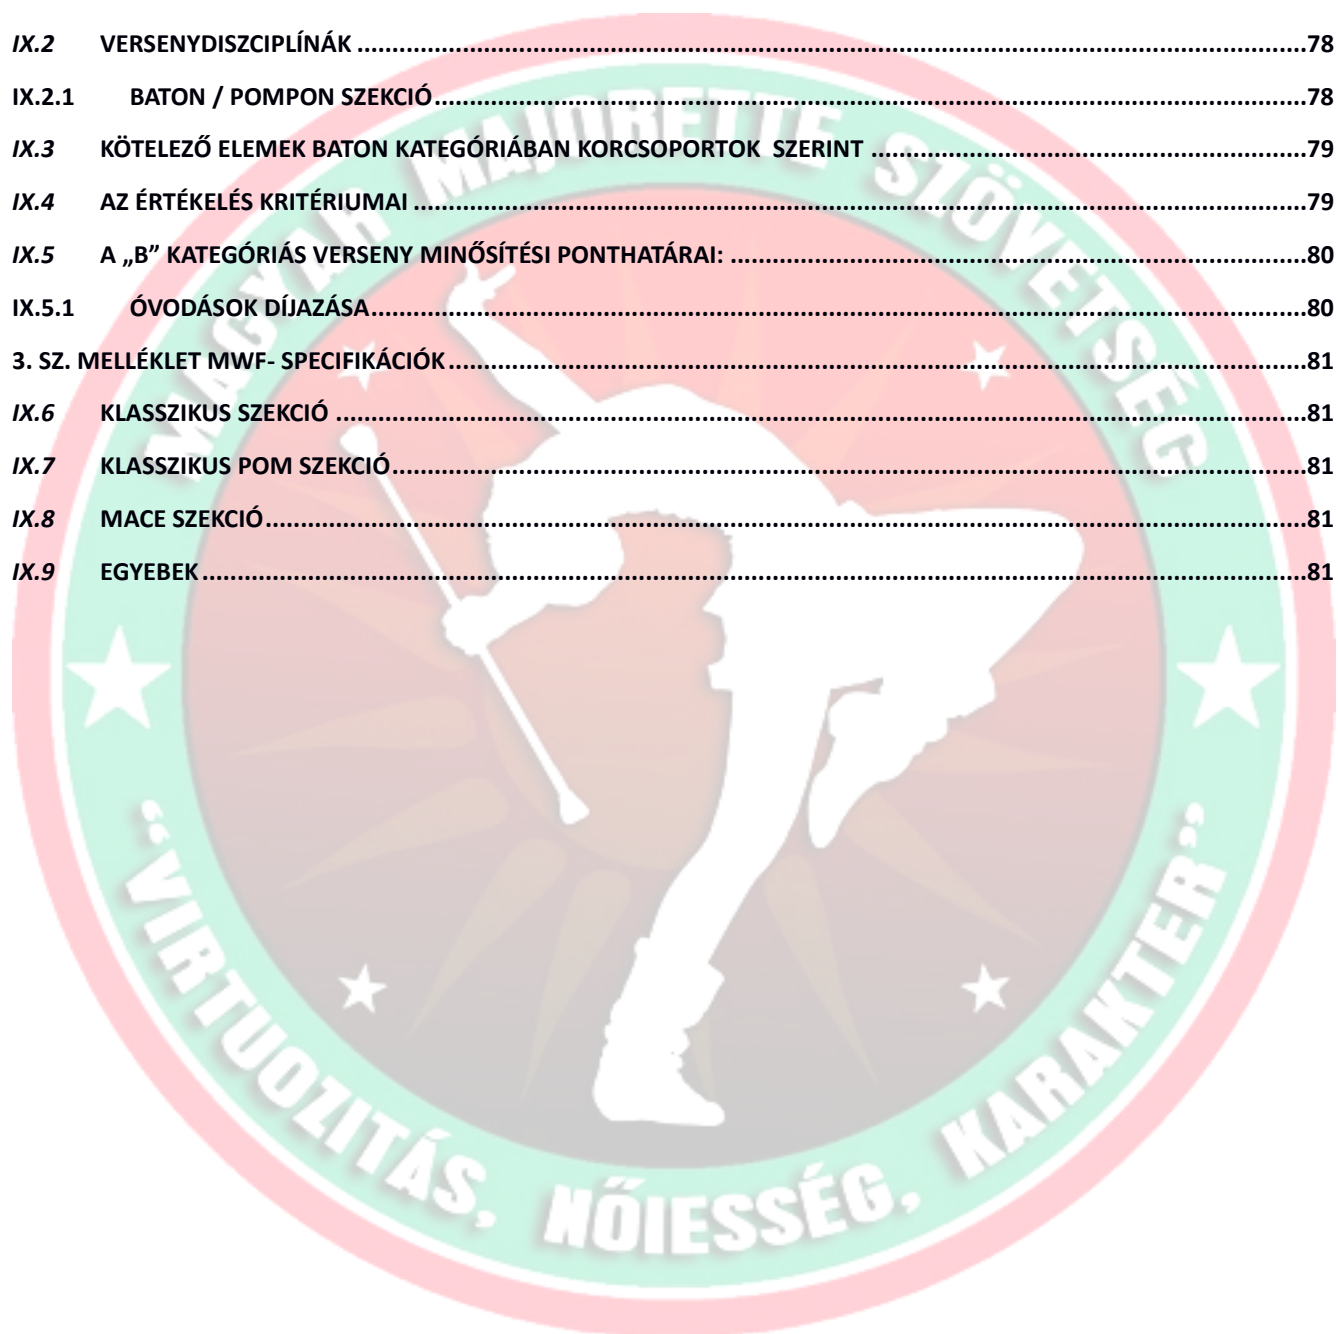 IX.2 VERSENYDISZCIPLÍNÁK ..........78
IX.2.1 BATON / POMPON SZEKCIÓ ..........78
IX.3 KÖTELEZŐ ELEMEK BATON KATEGÓRIÁBAN KORCSOPORTOK SZERINT ..........79
IX.4 AZ ÉRTÉKELÉS KRITÉRIUMAI ..........79
IX.5 A „B” KATEGÓRIÁS VERSENY MINŐSÍTÉSI PONTHATÁRAI: ..........80
IX.5.1 ÓVODÁSOK DÍJAZÁSA ..........80
3. SZ. MELLÉKLET MWF- SPECIFIKÁCIÓK ..........81
IX.6 KLASSZIKUS SZEKCIÓ ..........81
IX.7 KLASSZIKUS POM SZEKCIÓ ..........81
IX.8 MACE SZEKCIÓ ..........81
IX.9 EGYEBEK ..........81
MAGYAR MAJORETTE SZÖVETSÉG
“VIRTUOZITÁS, NŐIESSÉG, KARAKTER”